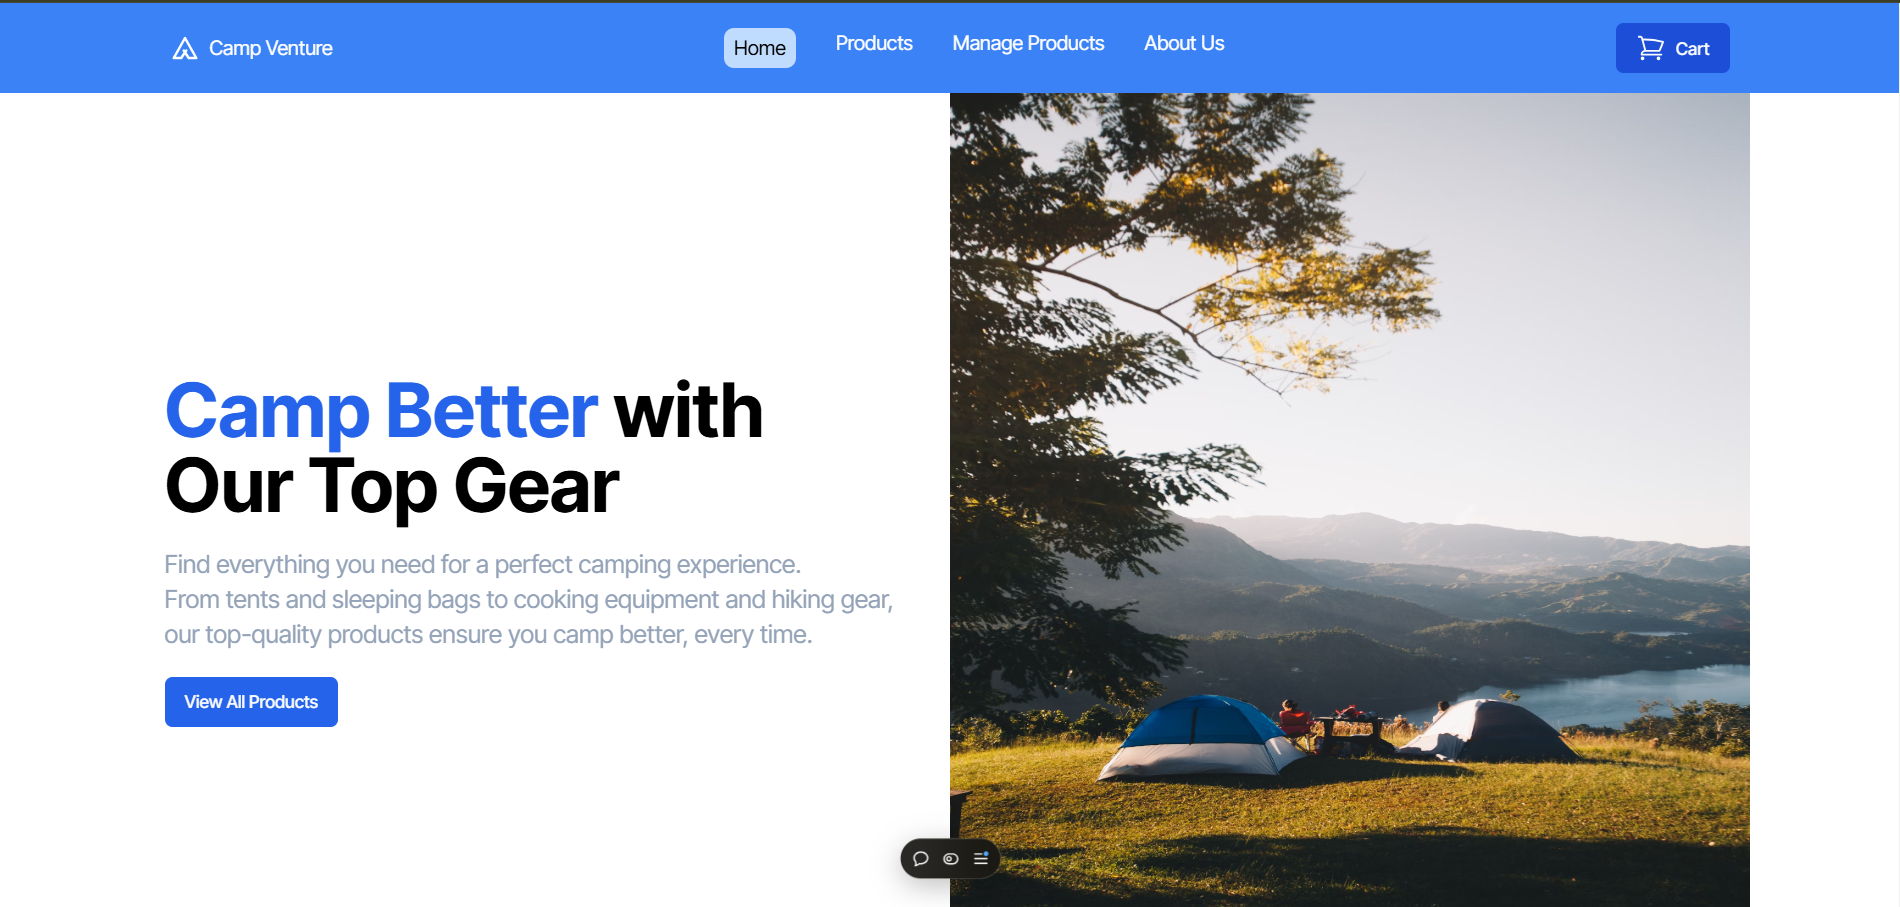 Camp Venture
Home
Products
Manage Products
About Us
Cart
Camp Better with
Our Top Gear
Find everything you need for a perfect camping experience.
From tents and sleeping bags to cooking equipment and hiking gear,
our top-quality products ensure you camp better, every time.
View All Products